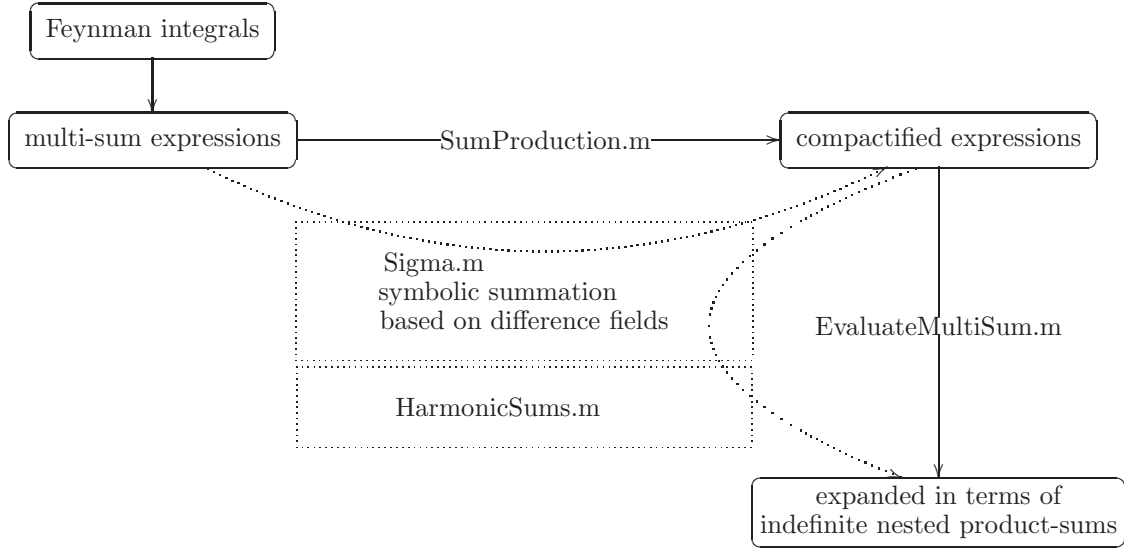 Feynman integrals
multi-sum expressions
SumProduction.m
compactified expressions
Sigma.m
symbolic summation
based on difference fields
EvaluateMultiSum.m
HarmonicSums.m
expanded in terms of
indefinite nested product-sums